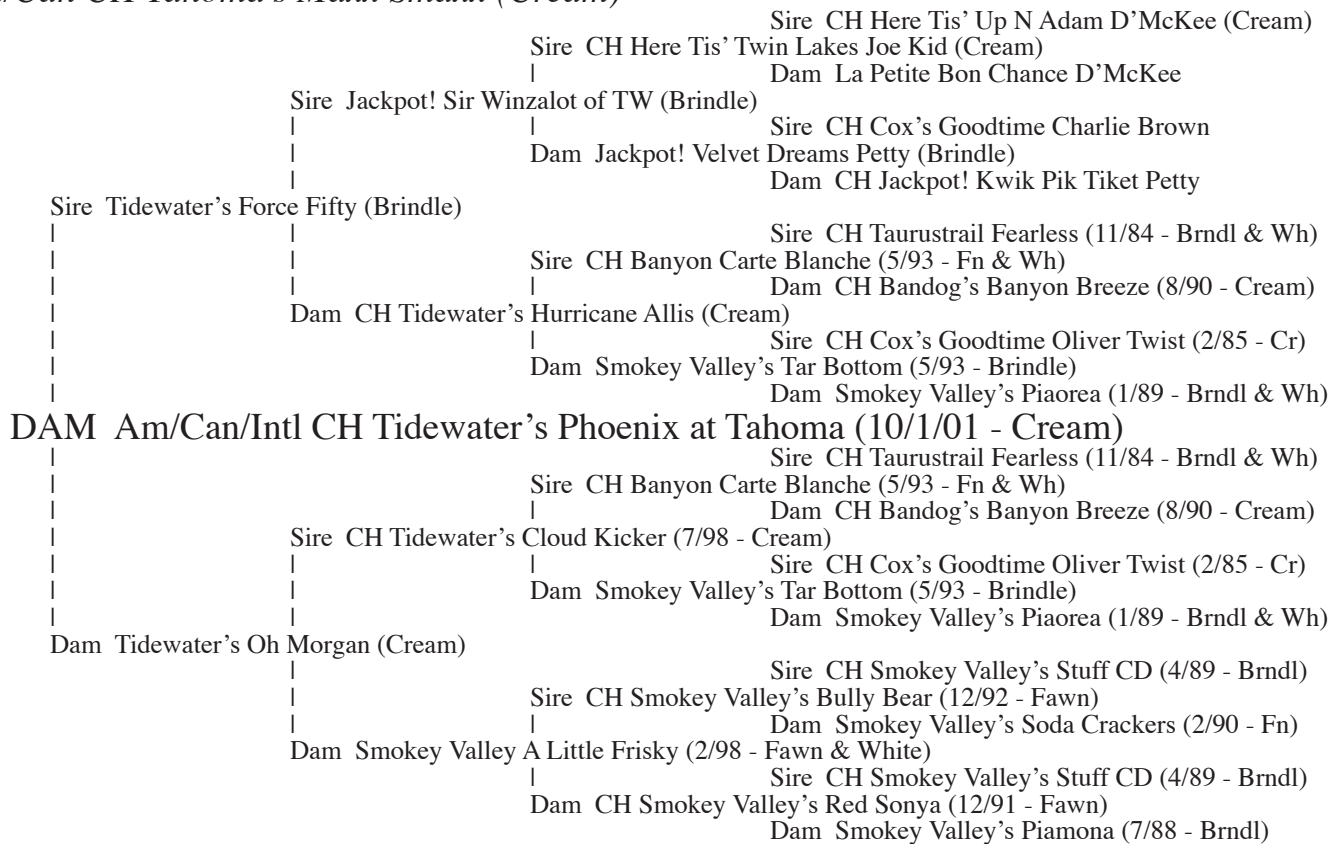 Sire CH Here Tis' Up N Adam D'McKee (Cream)
Sire CH Here Tis' Twin Lakes Joe Kid (Cream)
Dam La Petite Bon Chance D'McKee
Sire Jackpot! Sir Winzalot of TW (Brindle)
Sire CH Cox's Goodtime Charlie Brown
Dam Jackpot! Velvet Dreams Petty (Brindle)
Dam CH Jackpot! Kwik Pik Tiket Petty
Sire Tidewater's Force Fifty (Brindle)
Sire CH Taurustrail Fearless (11/84 - Brndl & Wh)
Sire CH Banyon Carte Blanche (5/93 - Fn & Wh)
Dam CH Bandog's Banyon Breeze (8/90 - Cream)
Dam CH Tidewater's Hurricane Allis (Cream)
Sire CH Cox's Goodtime Oliver Twist (2/85 - Cr)
Dam Smokey Valley's Tar Bottom (5/93 - Brindle)
Dam Smokey Valley's Piaorea (1/89 - Brndl & Wh)
DAM Am/Can/Intl CH Tidewater's Phoenix at Tahoma (10/1/01 - Cream)
Sire CH Taurustrail Fearless (11/84 - Brndl & Wh)
Sire CH Banyon Carte Blanche (5/93 - Fn & Wh)
Dam CH Bandog's Banyon Breeze (8/90 - Cream)
Sire CH Tidewater's Cloud Kicker (7/98 - Cream)
Sire CH Cox's Goodtime Oliver Twist (2/85 - Cr)
Dam Smokey Valley's Tar Bottom (5/93 - Brindle)
Dam Smokey Valley's Piaorea (1/89 - Brndl & Wh)
Dam Tidewater's Oh Morgan (Cream)
Sire CH Smokey Valley's Stuff CD (4/89 - Brndl)
Sire CH Smokey Valley's Bully Bear (12/92 - Fawn)
Dam Smokey Valley's Soda Crackers (2/90 - Fn)
Dam Smokey Valley A Little Frisky (2/98 - Fawn & White)
Sire CH Smokey Valley's Stuff CD (4/89 - Brndl)
Dam CH Smokey Valley's Red Sonya (12/91 - Fawn)
Dam Smokey Valley's Piamona (7/88 - Brndl)